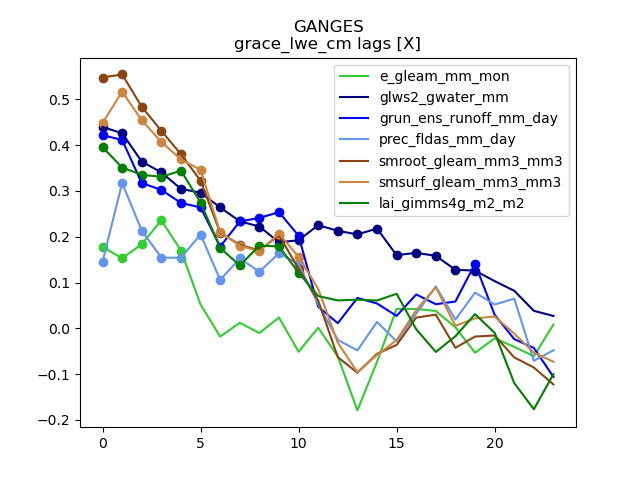 GANGES
grace_lwe_cm lags [X]
e_gleam_mm_mon
glws2_gwater_mm
grun_ens_runoff_mm_day
prec_fldas_mm_day
smroot_gleam_mm3_mm3
smsurf_gleam_mm3_mm3
lai_gimms4g_m2_m2
0.5
0.4
0.3
0.2
0.1
0.0
−0.1
−0.2
0 5 10 15 20